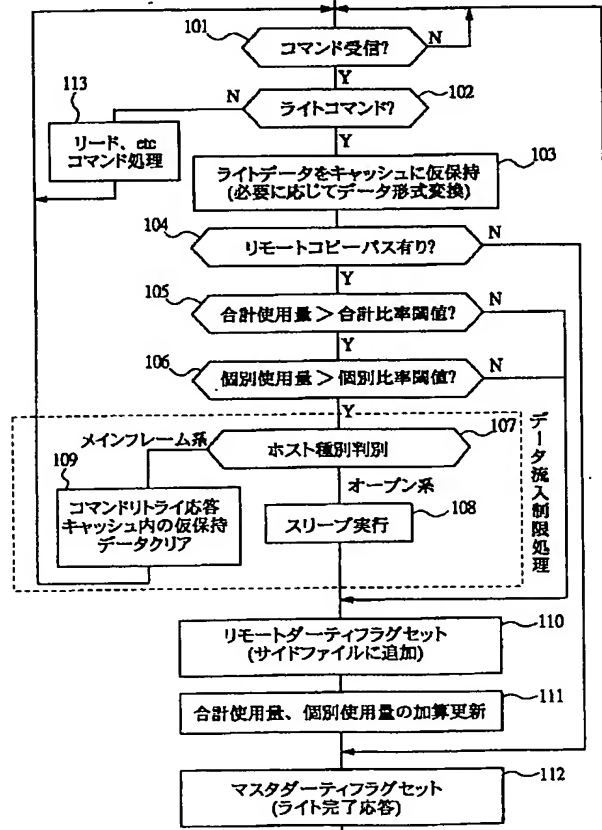 101
コマンド受信?
N
Y
113
N
ライトコマンド?
102
リード、etc
コマンド処理
Y
103
ライトデータをキャッシュに仮保持
(必要に応じてデータ形式変換)
104
リモートコピーパス有り?
N
Y
105
合計使用量＞合計比率閾値?
N
Y
106
個別使用量＞個別比率閾値?
N
Y
データ流入制限処理
メインフレーム系
ホスト種別判別
107
109
オープン系
コマンドリトライ応答
キャッシュ内の仮保持
データクリア
スリープ実行
108
リモートダーティフラグセット
(サイドファイルに追加)
110
合計使用量、個別使用量の加算更新
111
マスタダーティフラグセット
(ライト完了応答)
112